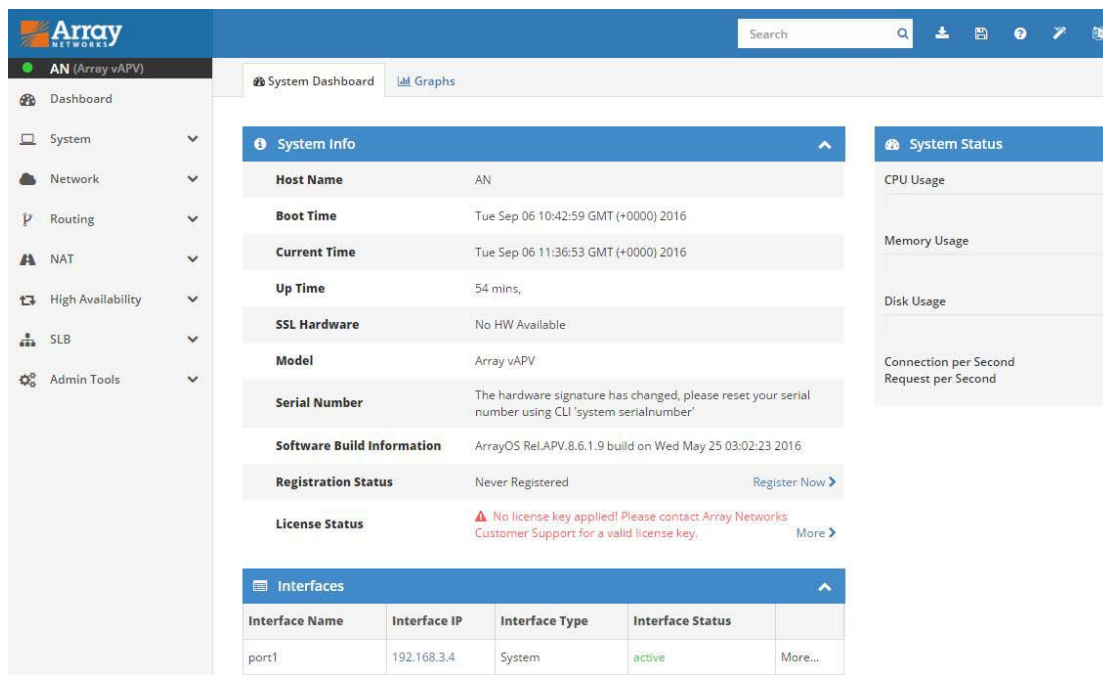 Array
NETWORKS
Search
AN (Array vAPV)
Dashboard
System
Network
Routing
NAT
High Availability
SLB
Admin Tools
System Dashboard
Graphs
System Info
Host Name
AN
Boot Time
Tue Sep 06 10:42:59 GMT (+0000) 2016
Current Time
Tue Sep 06 11:36:53 GMT (+0000) 2016
Up Time
54 mins,
SSL Hardware
No HW Available
Model
Array vAPV
Serial Number
The hardware signature has changed, please reset your serial
number using CLI 'system serialnumber'
Software Build Information
ArrayOS Rel.APV.8.6.1.9 build on Wed May 25 03:02:23 2016
Registration Status
Never Registered
Register Now
License Status
No license key applied! Please contact Array Networks
Customer Support for a valid license key.
More
Interfaces
Interface Name
Interface IP
Interface Type
Interface Status
port1
192.168.3.4
System
active
More...
System Status
CPU Usage
Memory Usage
Disk Usage
Connection per Second
Request per Second